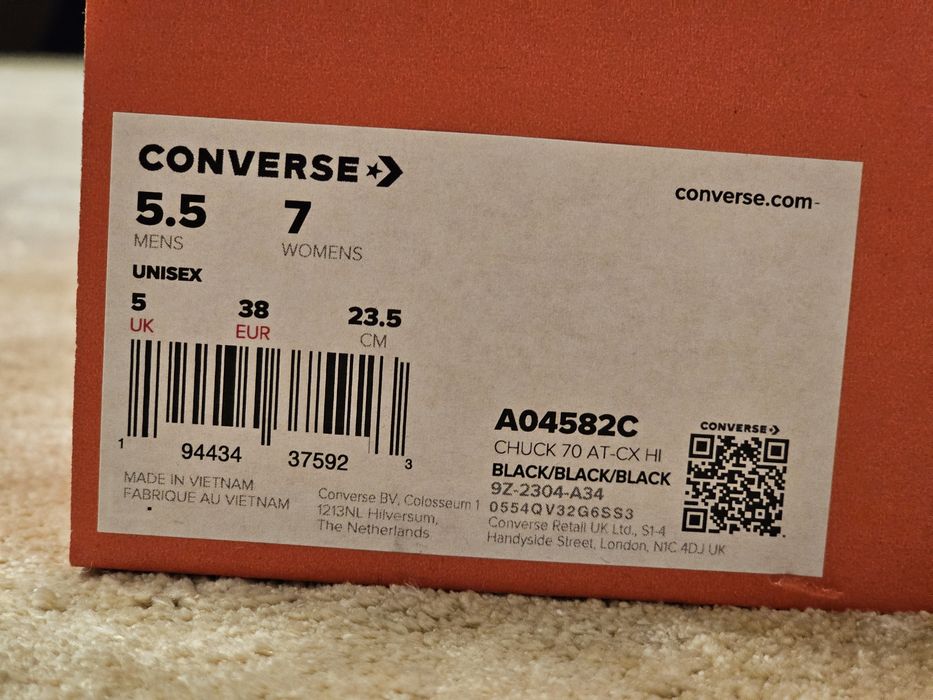 CONVERSE
converse.com
5.5 7
MENS WOMENS
UNISEX
5 38 23.5
UK EUR CM
1 94434 37592 3
MADE IN VIETNAM
FABRIQUE AU VIETNAM
Converse BV, Colosseum 1
1213NL Hilversum,
The Netherlands
A04582C
CHUCK 70 AT-CX HI
BLACK/BLACK/BLACK
9Z-2304-A34
0554QV32G6SS3
Converse Retail UK Ltd., S1-4
Handyside Street, London, N1C 4DJ UK
CONVERSE